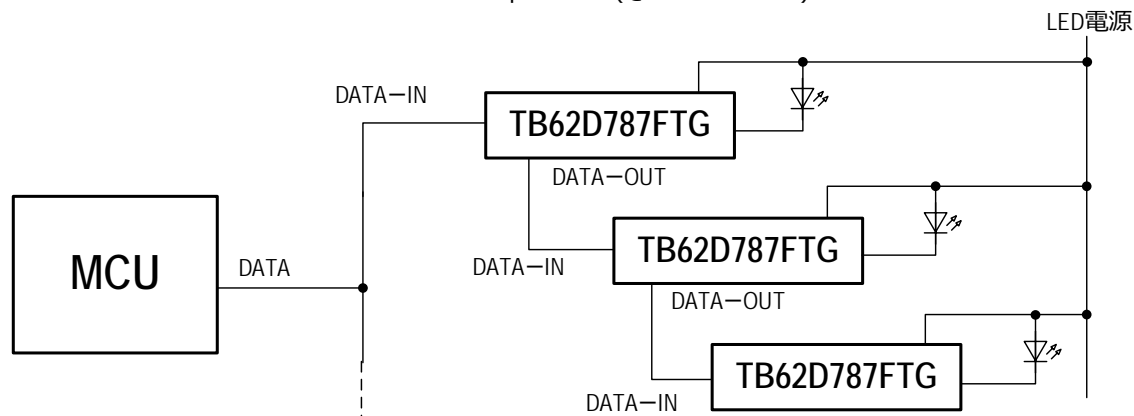 LED電源
DATA－IN
TB62D787FTG
DATA－OUT
MCU
DATA
DATA－IN
TB62D787FTG
DATA－OUT
TB62D787FTG
DATA－IN